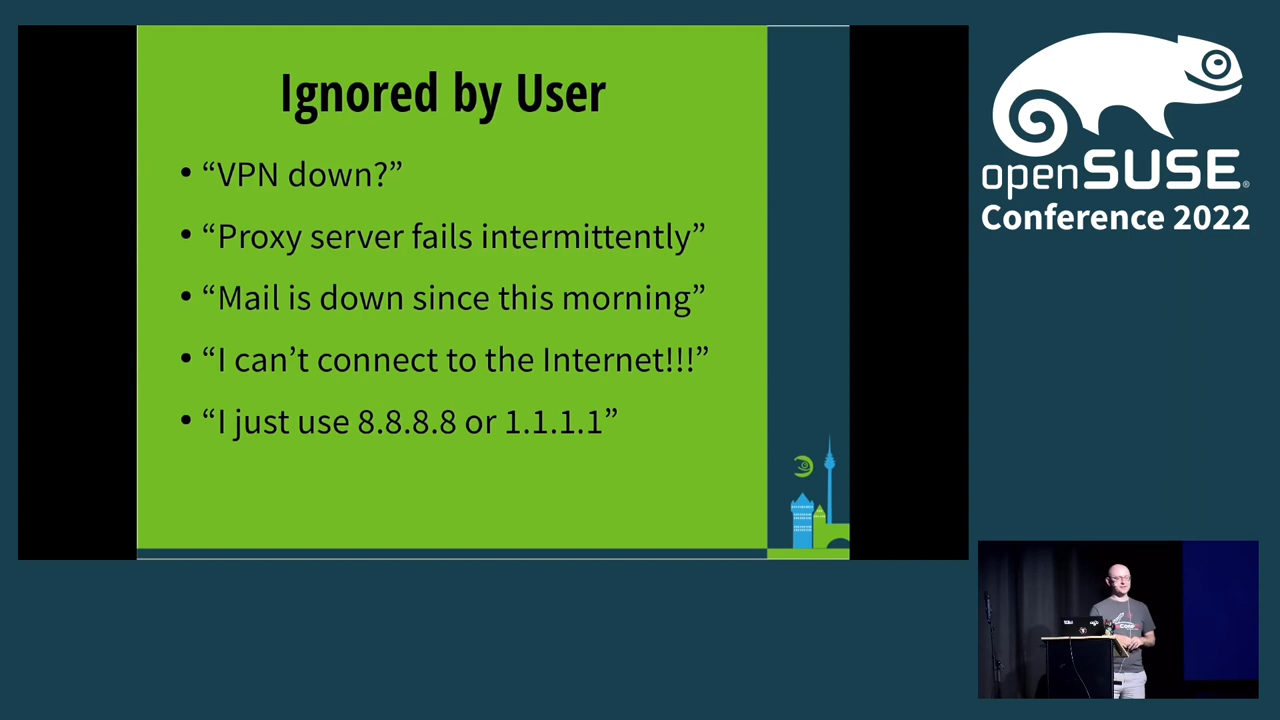 Ignored by User
• “VPN down?”
• “Proxy server fails intermittently”
• “Mail is down since this morning”
• “I can’t connect to the Internet!!!”
• “I just use 8.8.8.8 or 1.1.1.1”
openSUSE®
Conference 2022